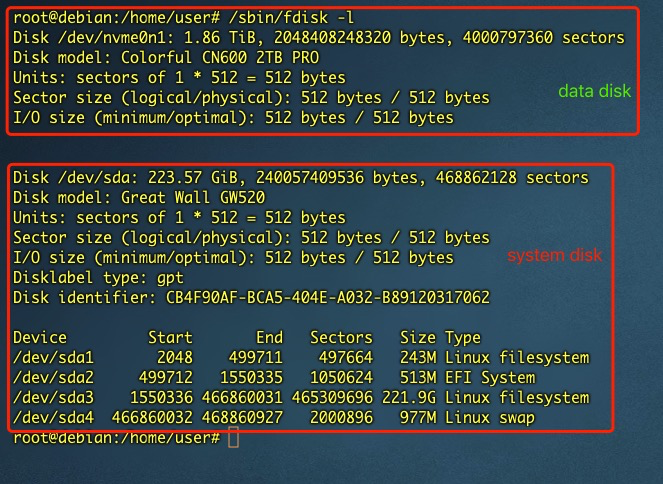 root@debian:/home/user# /sbin/fdisk -l
Disk /dev/nvme0n1: 1.86 TiB, 2048408248320 bytes, 4000797360 sectors
Disk model: Colorful CN600 2TB PRO
Units: sectors of 1 * 512 = 512 bytes
Sector size (logical/physical): 512 bytes / 512 bytes
I/O size (minimum/optimal): 512 bytes / 512 bytes
data disk
Disk /dev/sda: 223.57 GiB, 240057409536 bytes, 468862128 sectors
Disk model: Great Wall GW520
Units: sectors of 1 * 512 = 512 bytes
Sector size (logical/physical): 512 bytes / 512 bytes
I/O size (minimum/optimal): 512 bytes / 512 bytes
system disk
Disklabel type: gpt
Disk identifier: CB4F90AF-BCA5-404E-A032-B89120317062
Device Start End Sectors Size Type
/dev/sda1 2048 499711 497664 243M Linux filesystem
/dev/sda2 499712 1550335 1050624 513M EFI System
/dev/sda3 1550336 466860031 465309696 221.9G Linux filesystem
/dev/sda4 466860032 468860927 2000896 977M Linux swap
root@debian:/home/user#